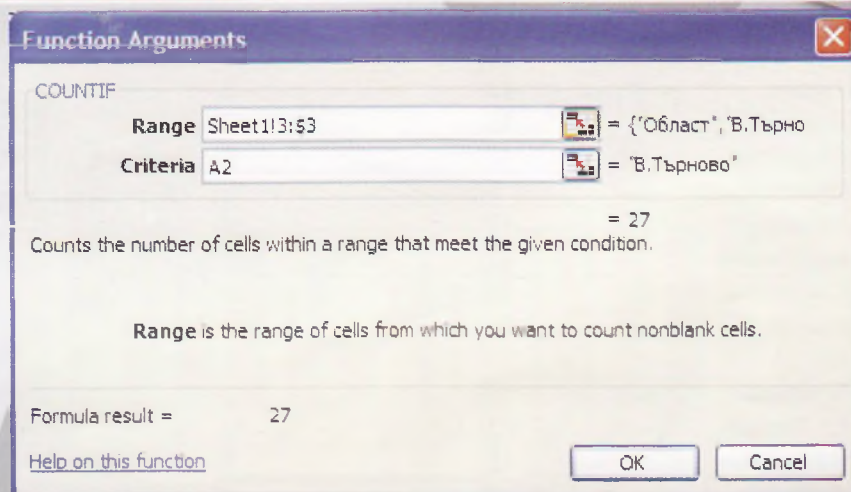 Function Arguments
COUNTIF
Range Sheet1!3:$3 = {"Област","В.Търно
Criteria A2 = "В.Търново"
= 27
Counts the number of cells within a range that meet the given condition.
Range is the range of cells from which you want to count nonblank cells.
Formula result = 27
Help on this function OK Cancel